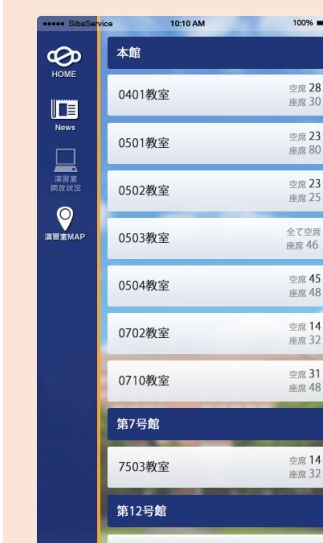 SibaService 10:10 AM 100%
HOME
News
演習室
開放状況
演習室MAP
本館
0401教室
空席 28
座席 30
0501教室
空席 23
座席 80
0502教室
空席 23
座席 25
0503教室
全て空席
座席 46
0504教室
空席 45
座席 48
0702教室
空席 14
座席 32
0710教室
空席 31
座席 48
第7号館
7503教室
空席 14
座席 32
第12号館